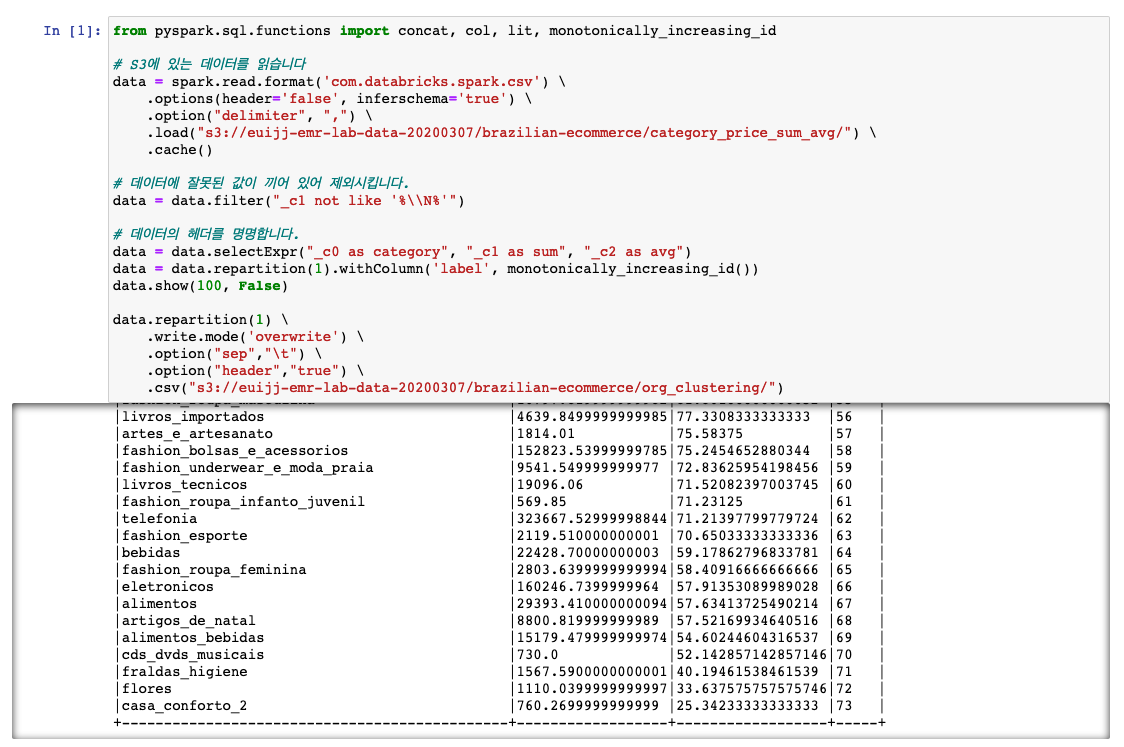 In [1]: from pyspark.sql.functions import concat, col, lit, monotonically_increasing_id
# S3에 있는 데이터를 읽습니다
data = spark.read.format('com.databricks.spark.csv') \
    .options(header='false', inferschema='true') \
    .option("delimiter", ",") \
    .load("s3://euijj-emr-lab-data-20200307/brazilian-ecommerce/category_price_sum_avg/") \
    .cache()
# 데이터에 잘못된 값이 끼어 있어 제외시킵니다.
data = data.filter("_c1 not like '%\\N%'")
# 데이터의 헤더를 명명합니다.
data = data.selectExpr("_c0 as category", "_c1 as sum", "_c2 as avg")
data = data.repartition(1).withColumn('label', monotonically_increasing_id())
data.show(100, False)
data.repartition(1) \
    .write.mode('overwrite') \
    .option("sep","\t") \
    .option("header","true") \
    .csv("s3://euijj-emr-lab-data-20200307/brazilian-ecommerce/org_clustering/")
|livros_importados |4639.8499999999985|77.3308333333333 |56 |
|artes_e_artesanato |1814.01 |75.58375 |57 |
|fashion_bolsas_e_acessorios |152823.53999999785|75.2454652880344 |58 |
|fashion_underwear_e_moda_praia |9541.549999999977 |72.83625954198456 |59 |
|livros_tecnicos |19096.06 |71.52082397003745 |60 |
|fashion_roupa_infanto_juvenil |569.85 |71.23125 |61 |
|telefonia |323667.52999998844|71.21397799779724 |62 |
|fashion_esporte |2119.510000000001 |70.65033333333336 |63 |
|bebidas |22428.70000000003 |59.17862796833781 |64 |
|fashion_roupa_feminina |2803.6399999999994|58.40916666666666 |65 |
|eletronicos |160246.7399999964 |57.91353089989028 |66 |
|alimentos |29393.410000000094|57.63413725490214 |67 |
|artigos_de_natal |8800.819999999989 |57.52169934640516 |68 |
|alimentos_bebidas |15179.479999999974|54.60244604316537 |69 |
|cds_dvds_musicais |730.0 |52.142857142857146|70 |
|fraldas_higiene |1567.5900000000001|40.19461538461539 |71 |
|flores |1110.0399999999997|33.637575757575746|72 |
|casa_conforto_2 |760.2699999999999 |25.34233333333333 |73 |
+-----------------------------------------------+------------------+------------------+-----+